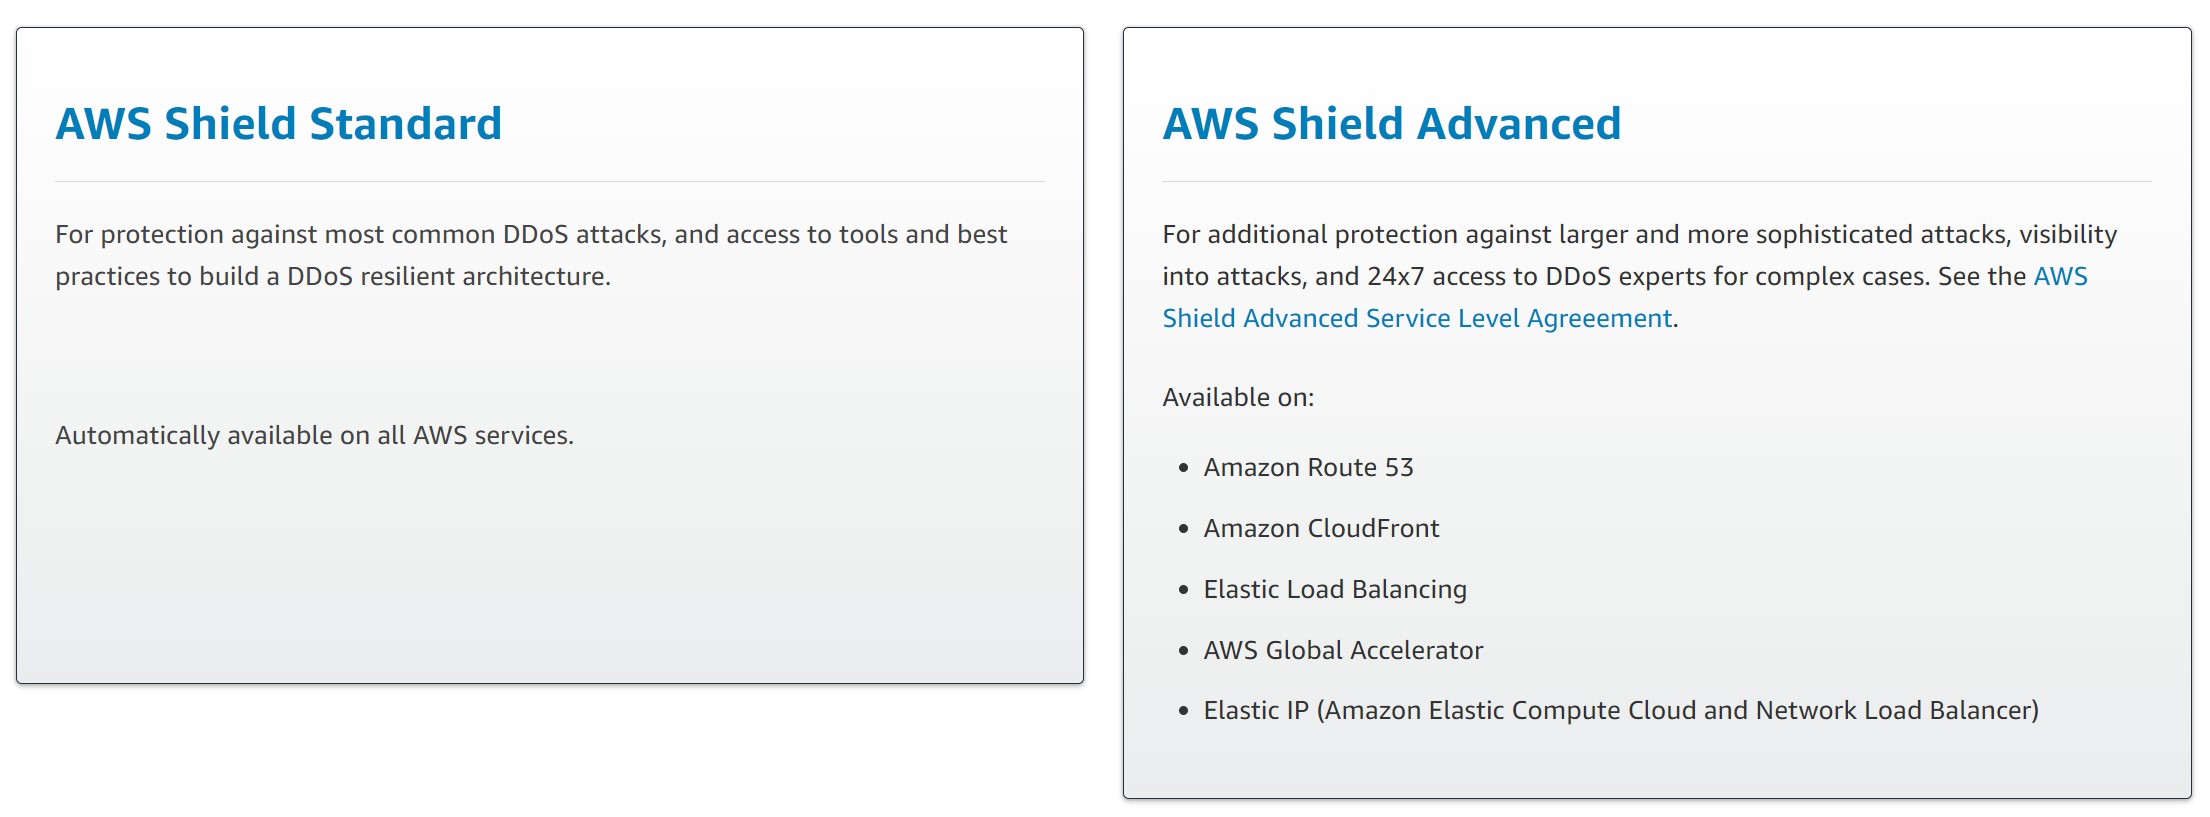 AWS Shield Standard
For protection against most common DDoS attacks, and access to tools and best
practices to build a DDoS resilient architecture.
Automatically available on all AWS services.
AWS Shield Advanced
For additional protection against larger and more sophisticated attacks, visibility
into attacks, and 24x7 access to DDoS experts for complex cases. See the AWS
Shield Advanced Service Level Agreeement.
Available on:
• Amazon Route 53
• Amazon CloudFront
• Elastic Load Balancing
• AWS Global Accelerator
• Elastic IP (Amazon Elastic Compute Cloud and Network Load Balancer)